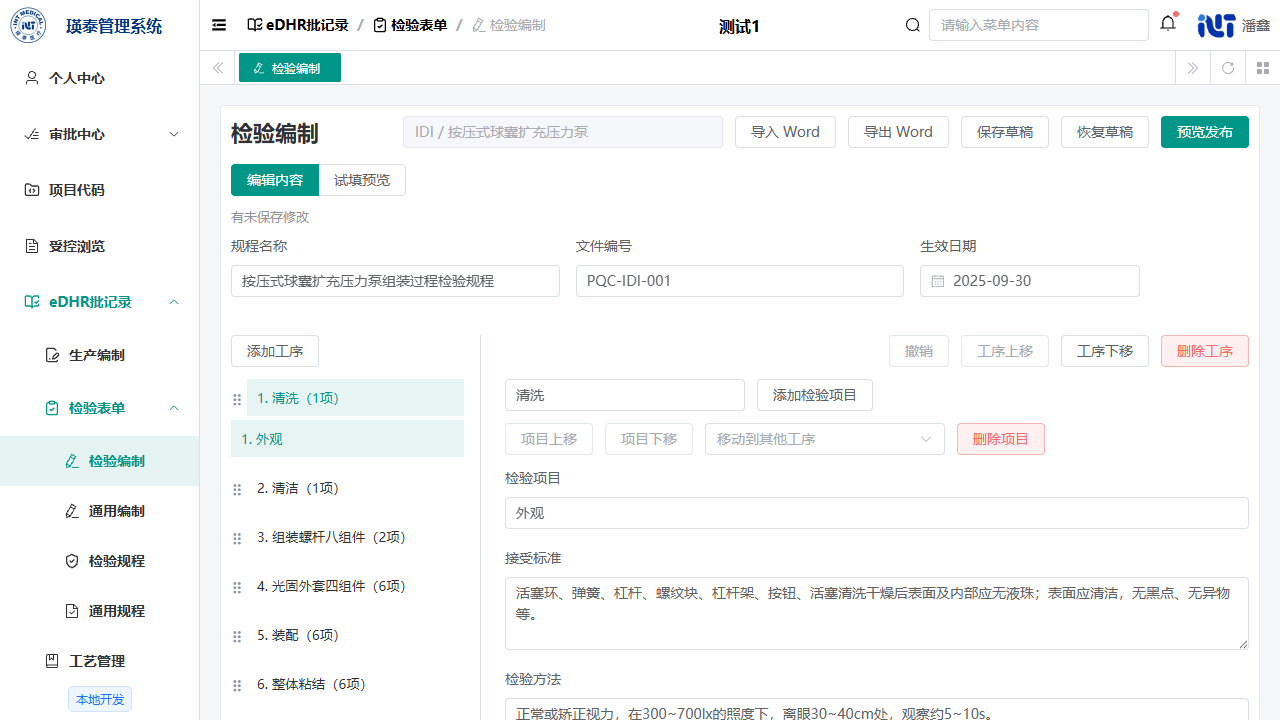 瑛泰管理系统
eDHR批记录 / 检验表单 / 检验编制
测试1
请输入菜单内容
潘鑫
检验编制
个人中心
审批中心
项目代码
受控浏览
eDHR批记录
生产编制
检验表单
检验编制
通用编制
检验规程
通用规程
工艺管理
本地开发
检验编制
IDI / 按压式球囊扩充压力泵
导入 Word
导出 Word
保存草稿
恢复草稿
预览发布
编辑内容
试填预览
有未保存修改
规程名称
文件编号
生效日期
按压式球囊扩充压力泵组装过程检验规程
PQC-IDI-001
2025-09-30
添加工序
撤销
工序上移
工序下移
删除工序
1. 清洗（1项）
1. 外观
2. 清洁（1项）
3. 组装螺杆八组件（2项）
4. 光固外套四组件（6项）
5. 装配（6项）
6. 整体粘结（6项）
清洗
添加检验项目
项目上移
项目下移
移动到其他工序
删除项目
检验项目
外观
接受标准
活塞环、弹簧、杠杆、螺纹块、杠杆架、按钮、活塞清洗干燥后表面及内部应无液珠；表面应清洁，无黑点、无异物
等。
检验方法
正常或矫正视力，在300~700lx的照度下，离眼30~40cm处，观察约5~10s。